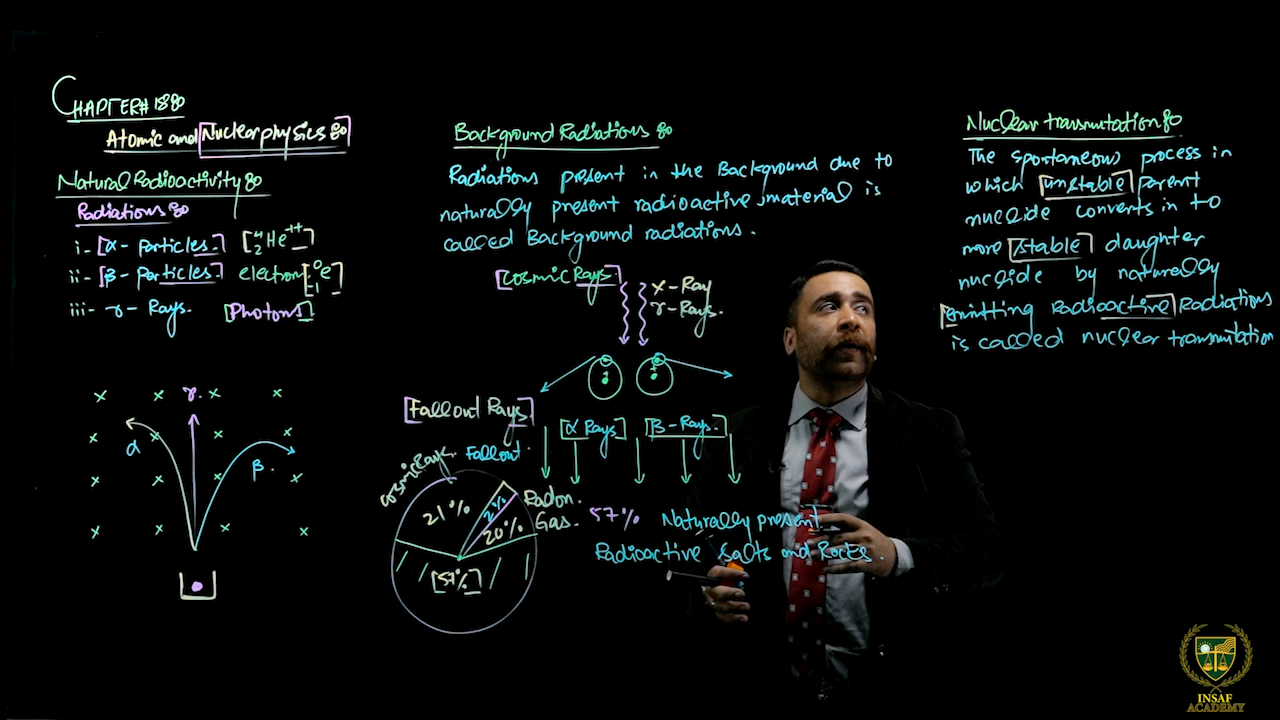 CHAPTER# 18
Atomic and Nuclear physics
Natural Radioactivity
Radiations
i- [α- particles.] [⁴₂He⁺⁺]
ii- [β- particles.] electron [⁰₋₁e]
iii- γ- Rays. [Photons]
× × γ. × ×
× × × ×
α β.
× × × ×
× × × ×
Background Radiations
Radiations present in the Background due to
naturally present radioactive material is
called Background radiations.
[Cosmic Rays.] x-Ray
γ-Rays.
[Fallout Rays] [α Rays] [β-Rays.]
Cosmic Rays. Fallout.
21% 2% Radon
20% Gas. 57% Naturally present
[57%] Radioactive Salts and Rocks.
Nuclear transmutation
The spontaneous process in
which [unstable] parent
nuclide converts in to
more [stable] daughter
nuclide by naturally
[emitting Radioactive] Radiations
is called nuclear transmutation
INSAF
ACADEMY